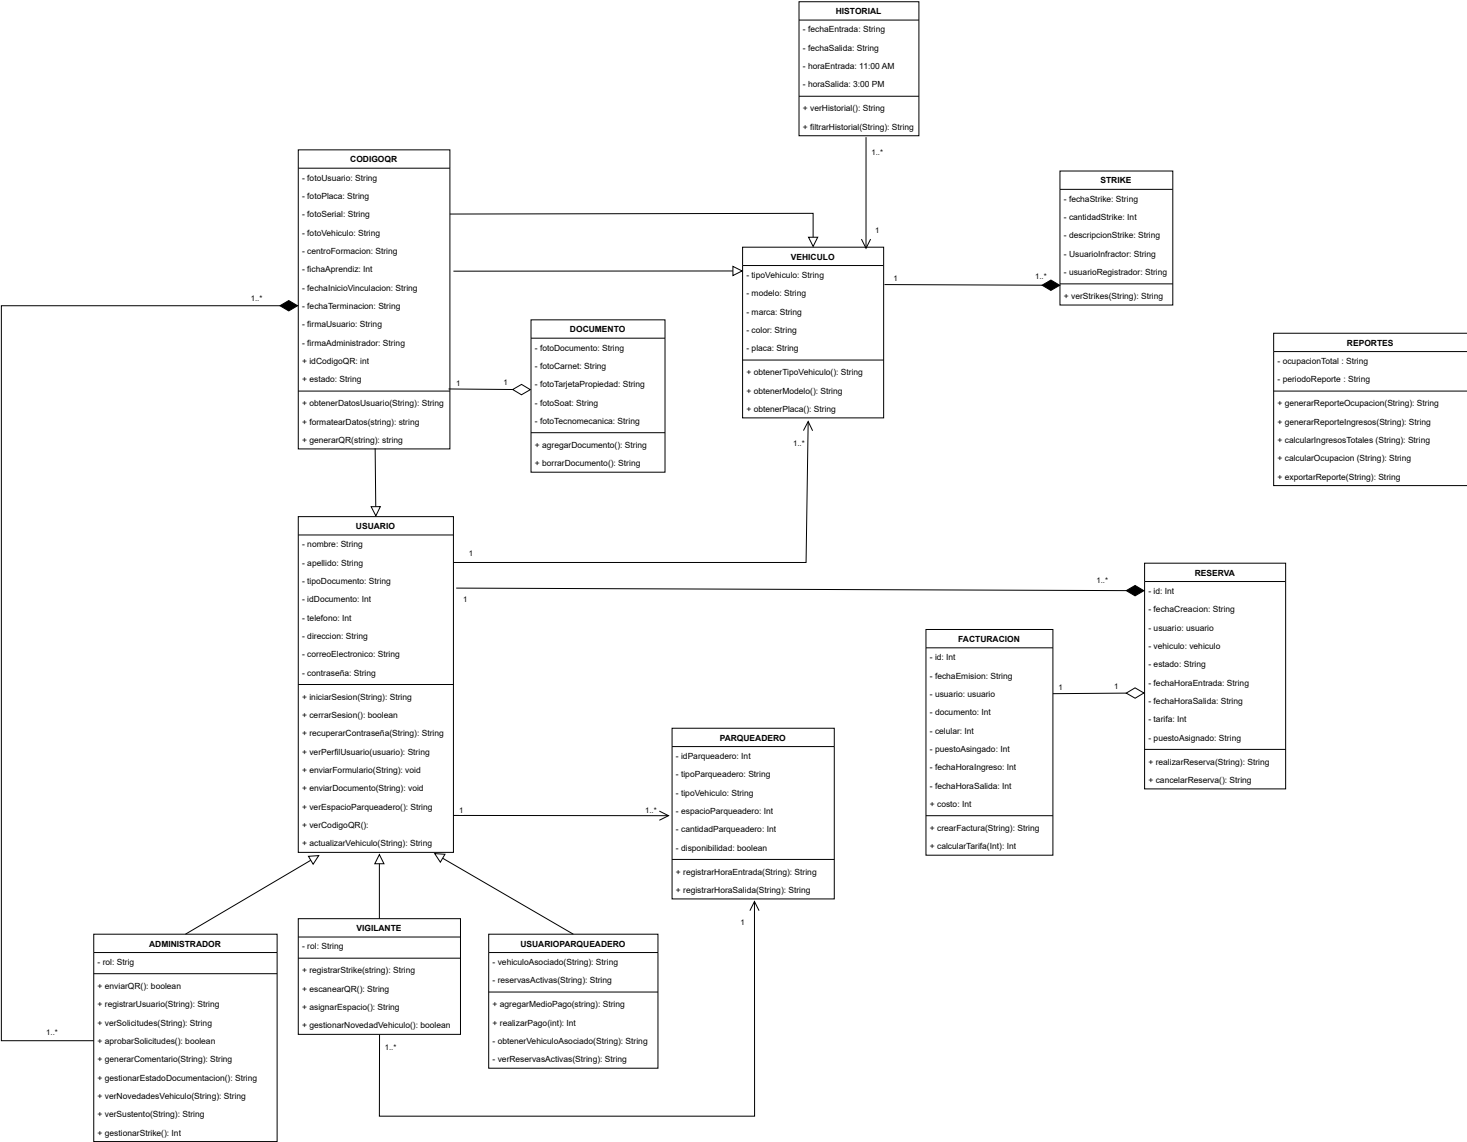 HISTORIAL
- fechaEntrada: String
- fechaSalida: String
- horaEntrada: 11:00 AM
- horaSalida: 3:00 PM
+ verHistorial(): String
+ filtrarHistorial(String): String
1..*
1
CODIGOQR
- fotoUsuario: String
- fotoPlaca: String
- fotoSerial: String
- fotoVehiculo: String
- centroFormacion: String
- fichaAprendiz: Int
- fechaInicioVinculacion: String
- fechaTerminacion: String
- firmaUsuario: String
- firmaAdministrador: String
+ idCodigoQR: int
+ estado: String
+ obtenerDatosUsuario(String): String
+ formatearDatos(string): string
+ generarQR(string): string
1..*
1
1
DOCUMENTO
- fotoDocumento: String
- fotoCarnet: String
- fotoTarjetaPropiedad: String
- fotoSoat: String
- fotoTecnomecanica: String
+ agregarDocumento(): String
+ borrarDocumento(): String
VEHICULO
- tipoVehiculo: String
- modelo: String
- marca: String
- color: String
- placa: String
+ obtenerTipoVehiculo(): String
+ obtenerModelo(): String
+ obtenerPlaca(): String
1
1..*
1..*
STRIKE
- fechaStrike: String
- cantidadStrike: Int
- descripcionStrike: String
- UsuarioInfractor: String
- usuarioRegistrador: String
+ verStrikes(String): String
REPORTES
- ocupacionTotal : String
- periodoReporte : String
+ generarReporteOcupacion(String): String
+ generarReporteIngresos(String): String
+ calcularIngresosTotales (String): String
+ calcularOcupacion (String): String
+ exportarReporte(String): String
USUARIO
- nombre: String
- apellido: String
- tipoDocumento: String
- idDocumento: Int
- telefono: Int
- direccion: String
- correoElectronico: String
- contraseña: String
+ iniciarSesion(String): String
+ cerrarSesion(): boolean
+ recuperarContraseña(String): String
+ verPerfilUsuario(usuario): String
+ enviarFormulario(String): void
+ enviarDocumento(String): void
+ verEspacioParqueadero(): String
+ verCodigoQR():
+ actualizarVehiculo(String): String
1
1
1..*
1
1..*
RESERVA
- id: Int
- fechaCreacion: String
- usuario: usuario
- vehiculo: vehiculo
- estado: String
- fechaHoraEntrada: String
- fechaHoraSalida: String
- tarifa: Int
- puestoAsignado: String
+ realizarReserva(String): String
+ cancelarReserva(): String
FACTURACION
- id: Int
- fechaEmision: String
- usuario: usuario
- documento: Int
- celular: Int
- puestoAsingado: Int
- fechaHoraIngreso: Int
- fechaHoraSalida: Int
+ costo: Int
+ crearFactura(String): String
+ calcularTarifa(Int): Int
1
1
PARQUEADERO
- idParqueadero: Int
- tipoParqueadero: String
- tipoVehiculo: String
- espacioParqueadero: Int
- cantidadParqueadero: Int
- disponibilidad: boolean
+ registrarHoraEntrada(String): String
+ registrarHoraSalida(String): String
1
ADMINISTRADOR
- rol: Strig
+ enviarQR(): boolean
+ registrarUsuario(String): String
+ verSolicitudes(String): String
+ aprobarSolicitudes(): boolean
+ generarComentario(String): String
+ gestionarEstadoDocumentacion(): String
+ verNovedadesVehiculo(String): String
+ verSustento(String): String
+ gestionarStrike(): Int
1..*
VIGILANTE
- rol: String
+ registrarStrike(string): String
+ escanearQR(): String
+ asignarEspacio(): String
+ gestionarNovedadVehiculo(): boolean
1..*
USUARIOPARQUEADERO
- vehiculoAsociado(String): String
- reservasActivas(String): String
+ agregarMedioPago(string): String
+ realizarPago(int): Int
- obtenerVehiculoAsociado(String): String
- verReservasActivas(String): String